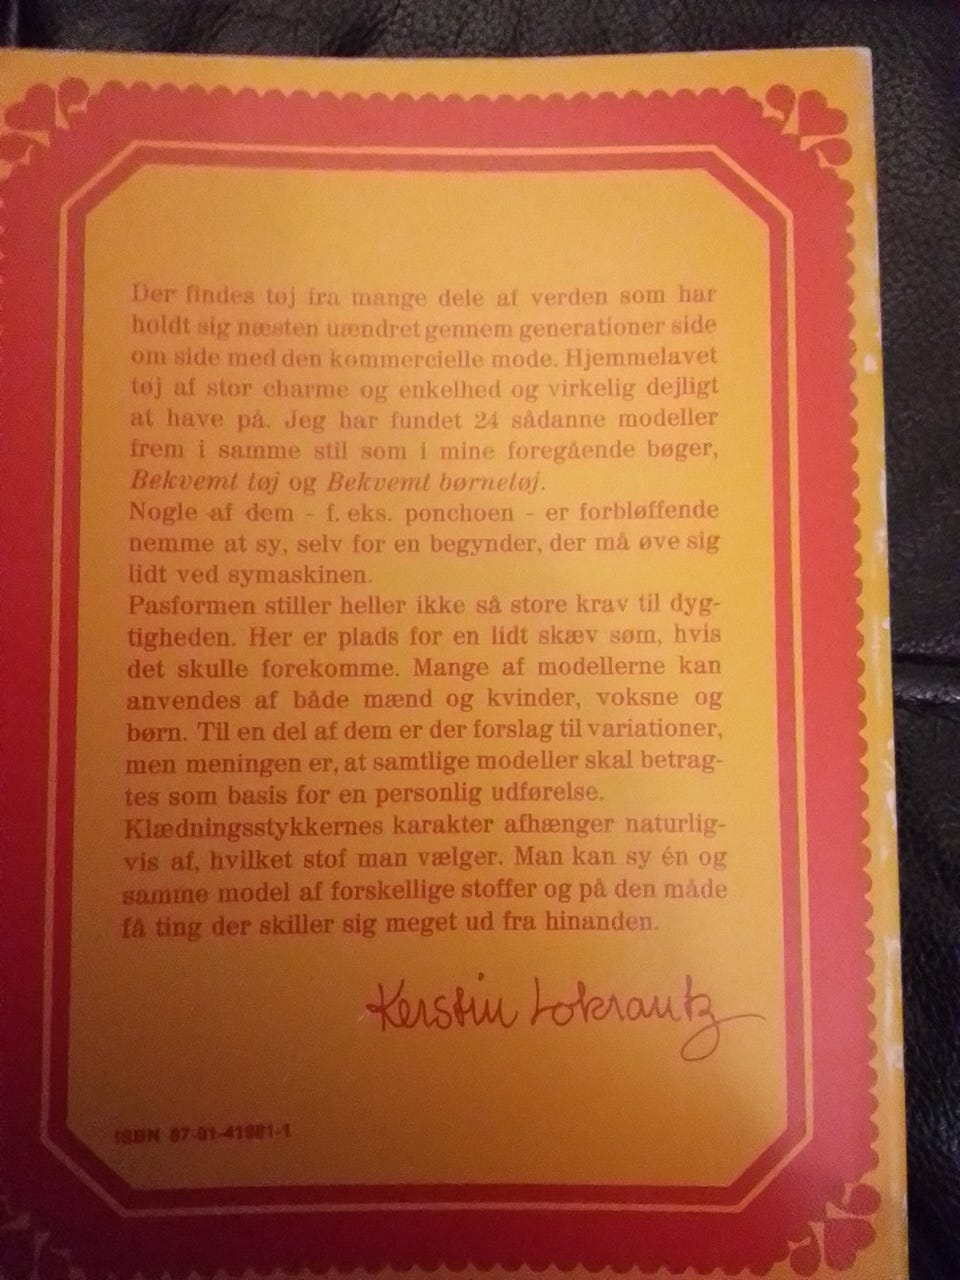 Der findes tøj fra mange dele af verden som har
holdt sig næsten uændret gennem generationer side
om side med den kommercielle mode. Hjemmelavet
tøj af stor charme og enkelhed og virkelig dejligt
at have på. Jeg har fundet 24 sådanne modeller
frem i samme stil som i mine foregående bøger,
Bekvemt tøj og Bekvemt børnetøj.
Nogle af dem - f. eks. ponchoen - er forbløffende
nemme at sy, selv for en begynder, der må øve sig
lidt ved symaskinen.
Pasformen stiller heller ikke så store krav til dyg-
tigheden. Her er plads for en lidt skæv søm, hvis
det skulle forekomme. Mange af modellerne kan
anvendes af både mænd og kvinder, voksne og
børn. Til en del af dem er der forslag til variationer,
men meningen er, at samtlige modeller skal betrag-
tes som basis for en personlig udførelse.
Klædningsstykkernes karakter afhænger naturlig-
vis af, hvilket stof man vælger. Man kan sy én og
samme model af forskellige stoffer og på den måde
få ting der skiller sig meget ud fra hinanden.
Kerstin Lokrantz
ISBN 87-01-41981-1